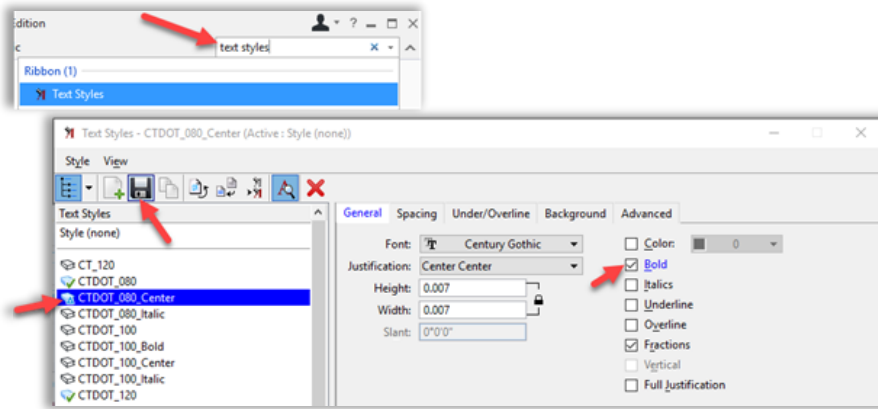 :dition
? 
c
text styles
Ribbon (1)
Text Styles
Text Styles - CTDOT_080_Center (Active : Style (none))
Style View
Text Styles
General Spacing Under/Overline Background Advanced
Style (none)
Font: Century Gothic
Color: 0
Justification: Center Center
Bold
CT_120
Height: 0.007
Italics
CTDOT_080
Width: 0.007
Underline
CTDOT_080_Center
Slant: 0°0'0"
Overline
CTDOT_080_Italic
Fractions
CTDOT_100
Vertical
CTDOT_100_Bold
Full Justification
CTDOT_100_Center
CTDOT_100_Italic
CTDOT_120